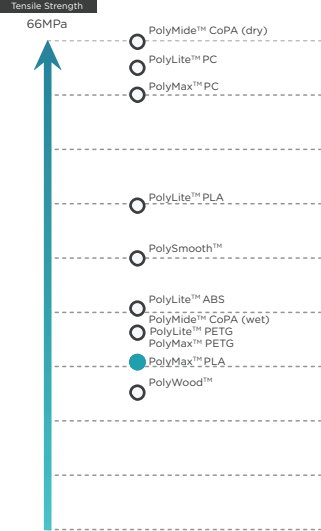 Tensile Strength
66MPa
PolyMide™ CoPA (dry)
PolyLite™ PC
PolyMax™ PC
PolyLite™ PLA
PolySmooth™
PolyLite™ ABS
PolyMide™ CoPA (wet)
PolyLite™ PETG
PolyMax™ PETG
PolyMax™ PLA
PolyWood™